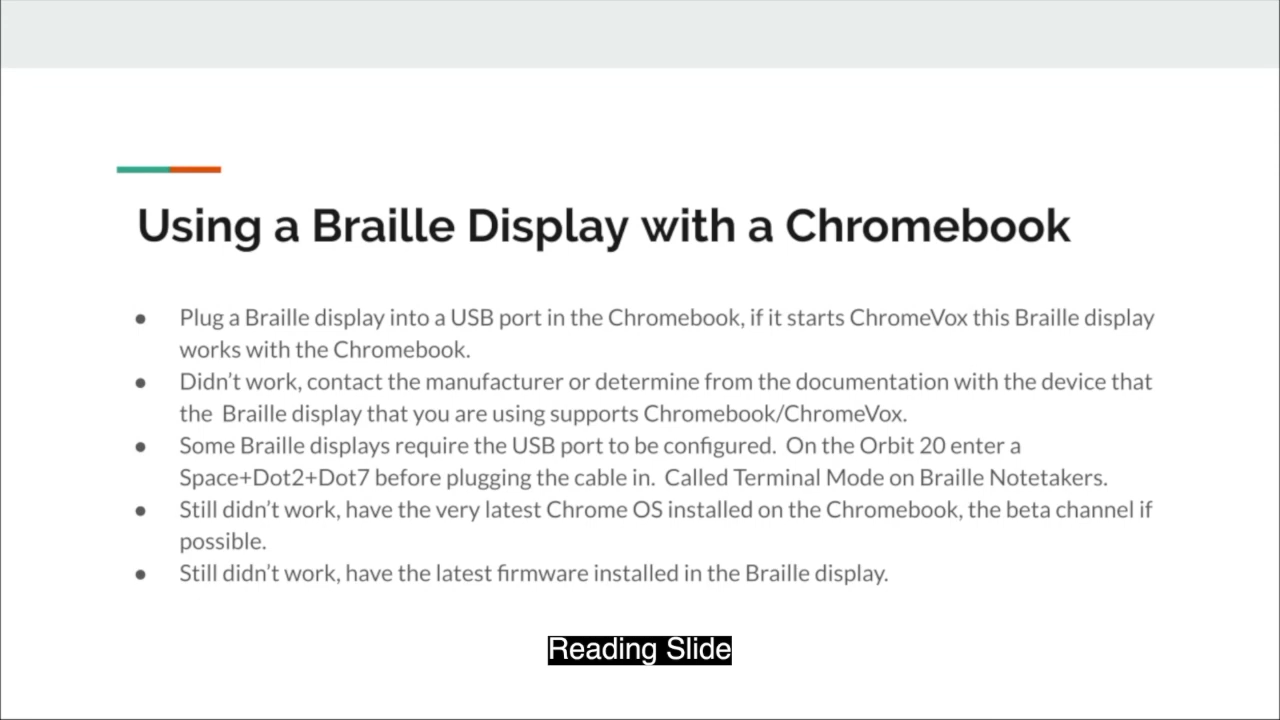 Using a Braille Display with a Chromebook
● Plug a Braille display into a USB port in the Chromebook, if it starts ChromeVox this Braille display
works with the Chromebook.
● Didn't work, contact the manufacturer or determine from the documentation with the device that
the  Braille display that you are using supports Chromebook/ChromeVox.
● Some Braille displays require the USB port to be configured.  On the Orbit 20 enter a
Space+Dot2+Dot7 before plugging the cable in.  Called Terminal Mode on Braille Notetakers.
● Still didn't work, have the very latest Chrome OS installed on the Chromebook, the beta channel if
possible.
● Still didn't work, have the latest firmware installed in the Braille display.
Reading Slide